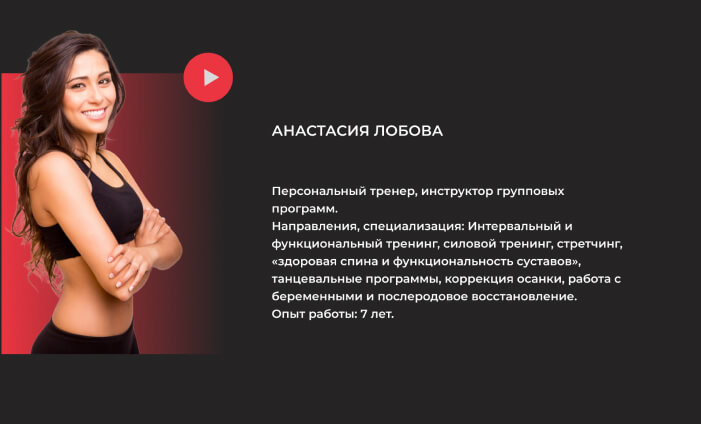 АНАСТАСИЯ ЛОБОВА
Персональный тренер, инструктор групповых
программ.
Направления, специализация: Интервальный и
функциональный тренинг, силовой тренинг, стретчинг,
«здоровая спина и функциональность суставов»,
танцевальные программы, коррекция осанки, работа с
беременными и послеродовое восстановление.
Опыт работы: 7 лет.